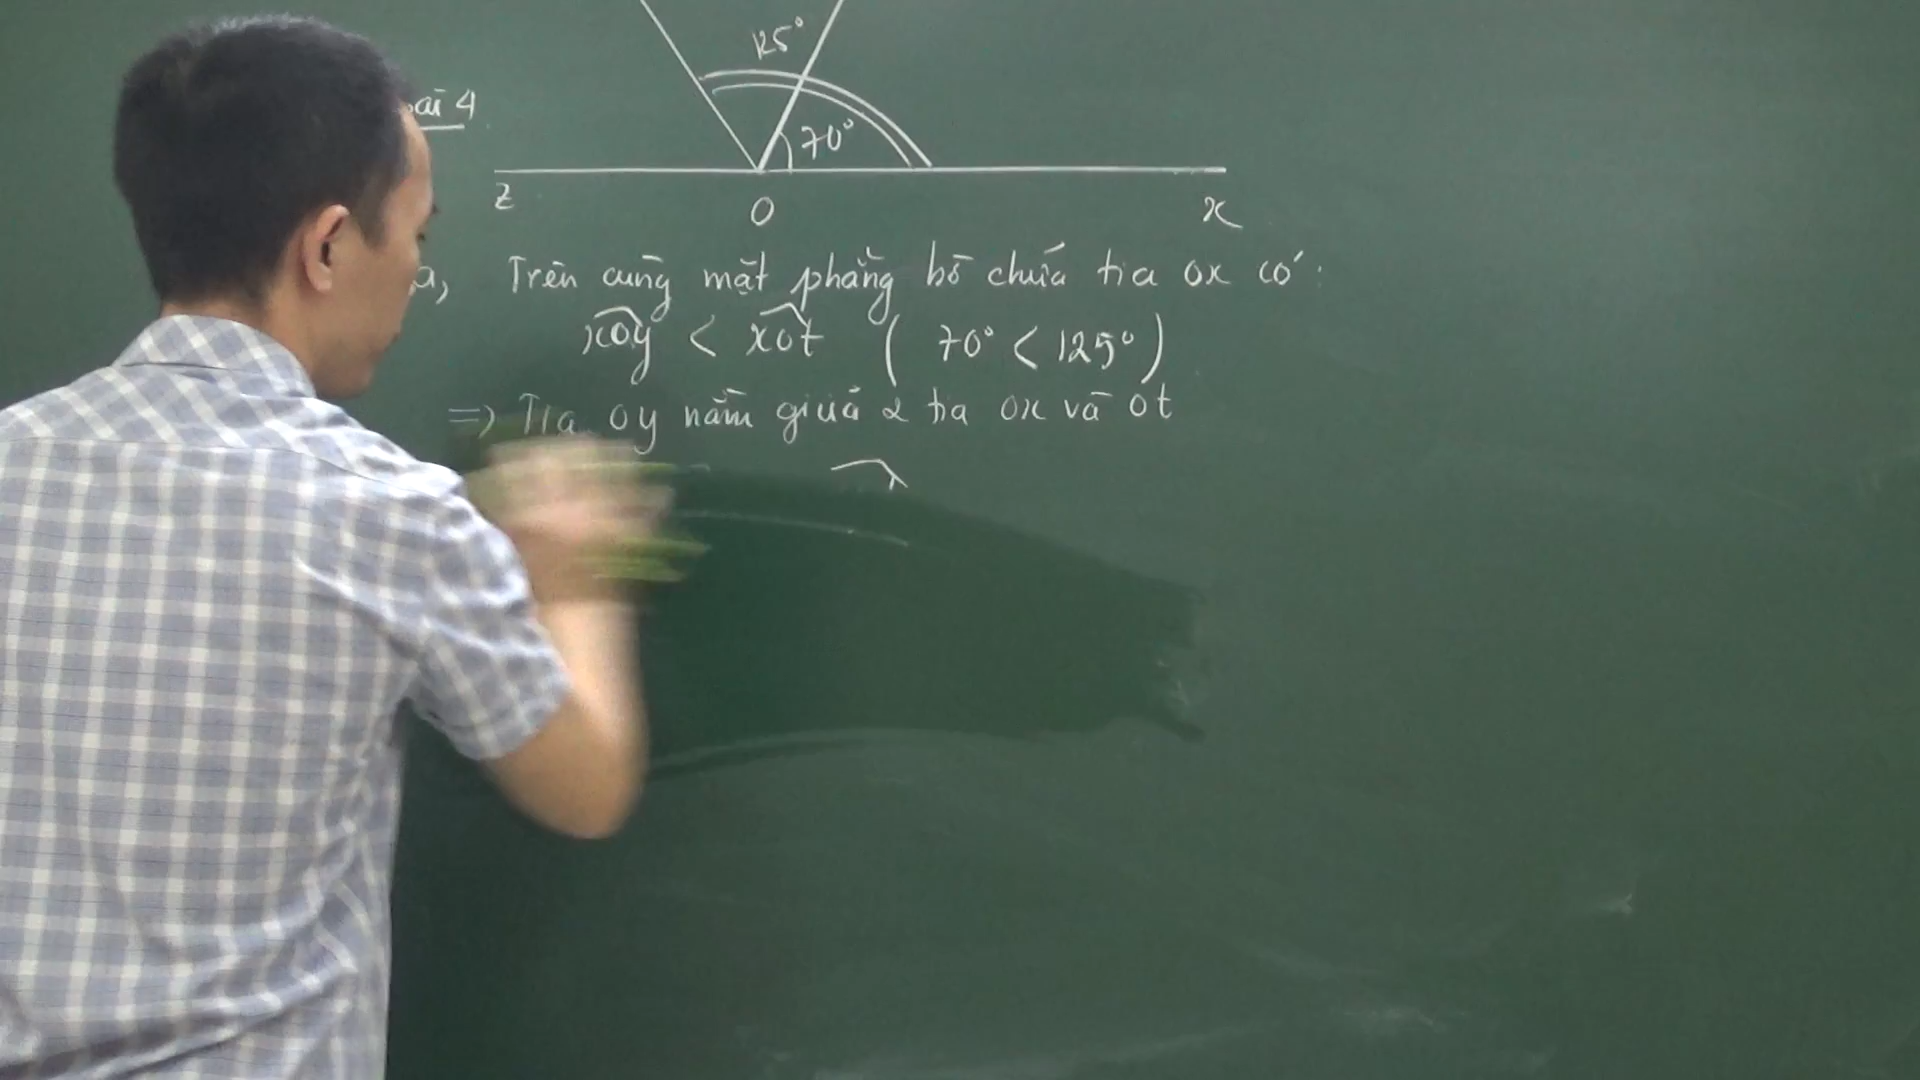 125°
bài 4
70°
z O x
a, Trên cùng mặt phẳng bờ chứa tia ox có:
xoy < xot ( 70° < 125° )
=> Tia oy nằm giữa 2 tia ox và ot